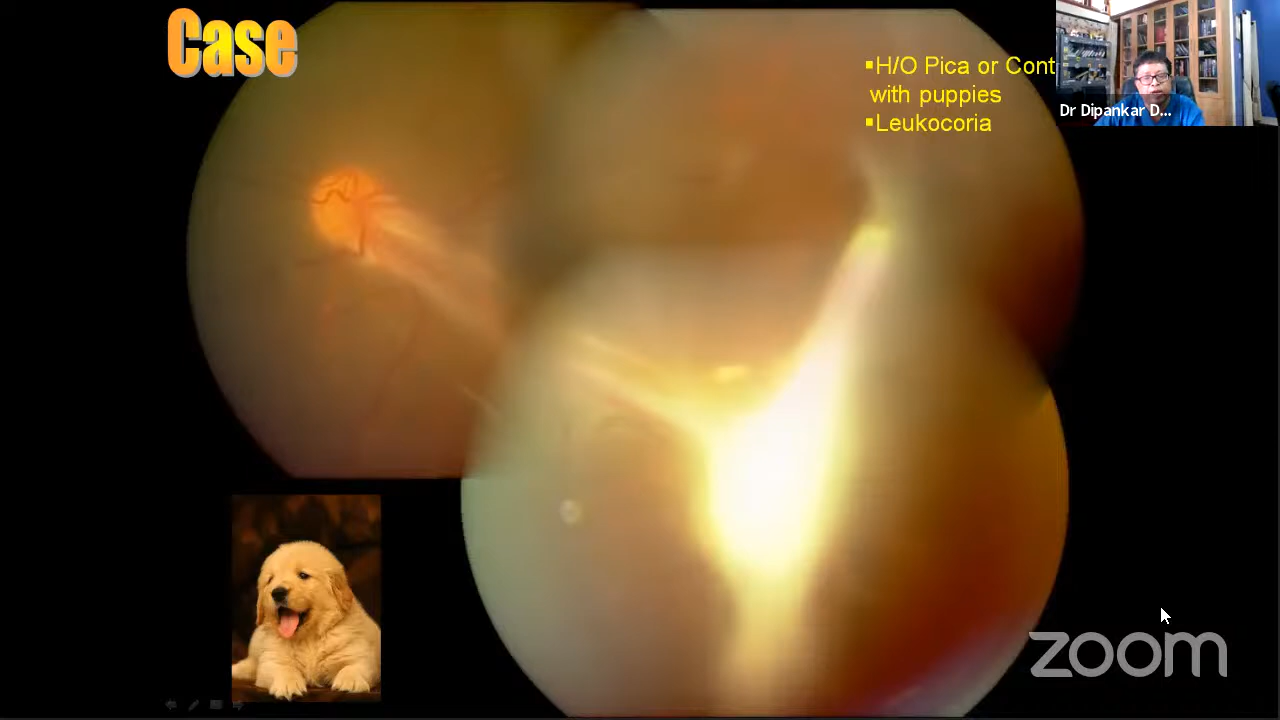 Case
▪H/O Pica or Cont
with puppies
▪Leukocoria
Dr Dipankar D...
zoom